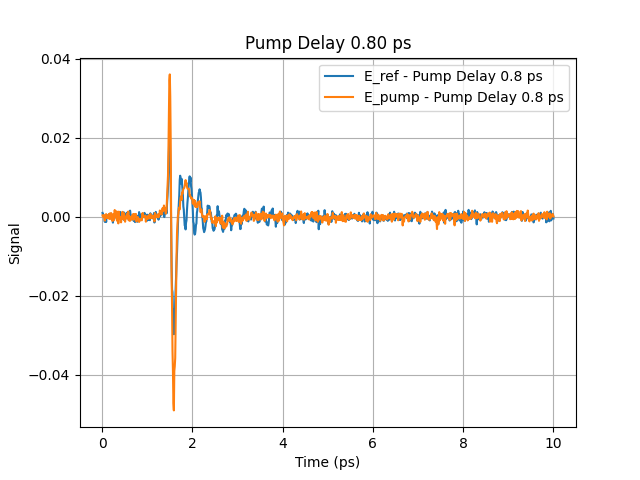 Pump Delay 0.80 ps
E_ref - Pump Delay 0.8 ps
E_pump - Pump Delay 0.8 ps
0.04
0.02
0.00
−0.02
−0.04
Signal
0 2 4 6 8 10
Time (ps)